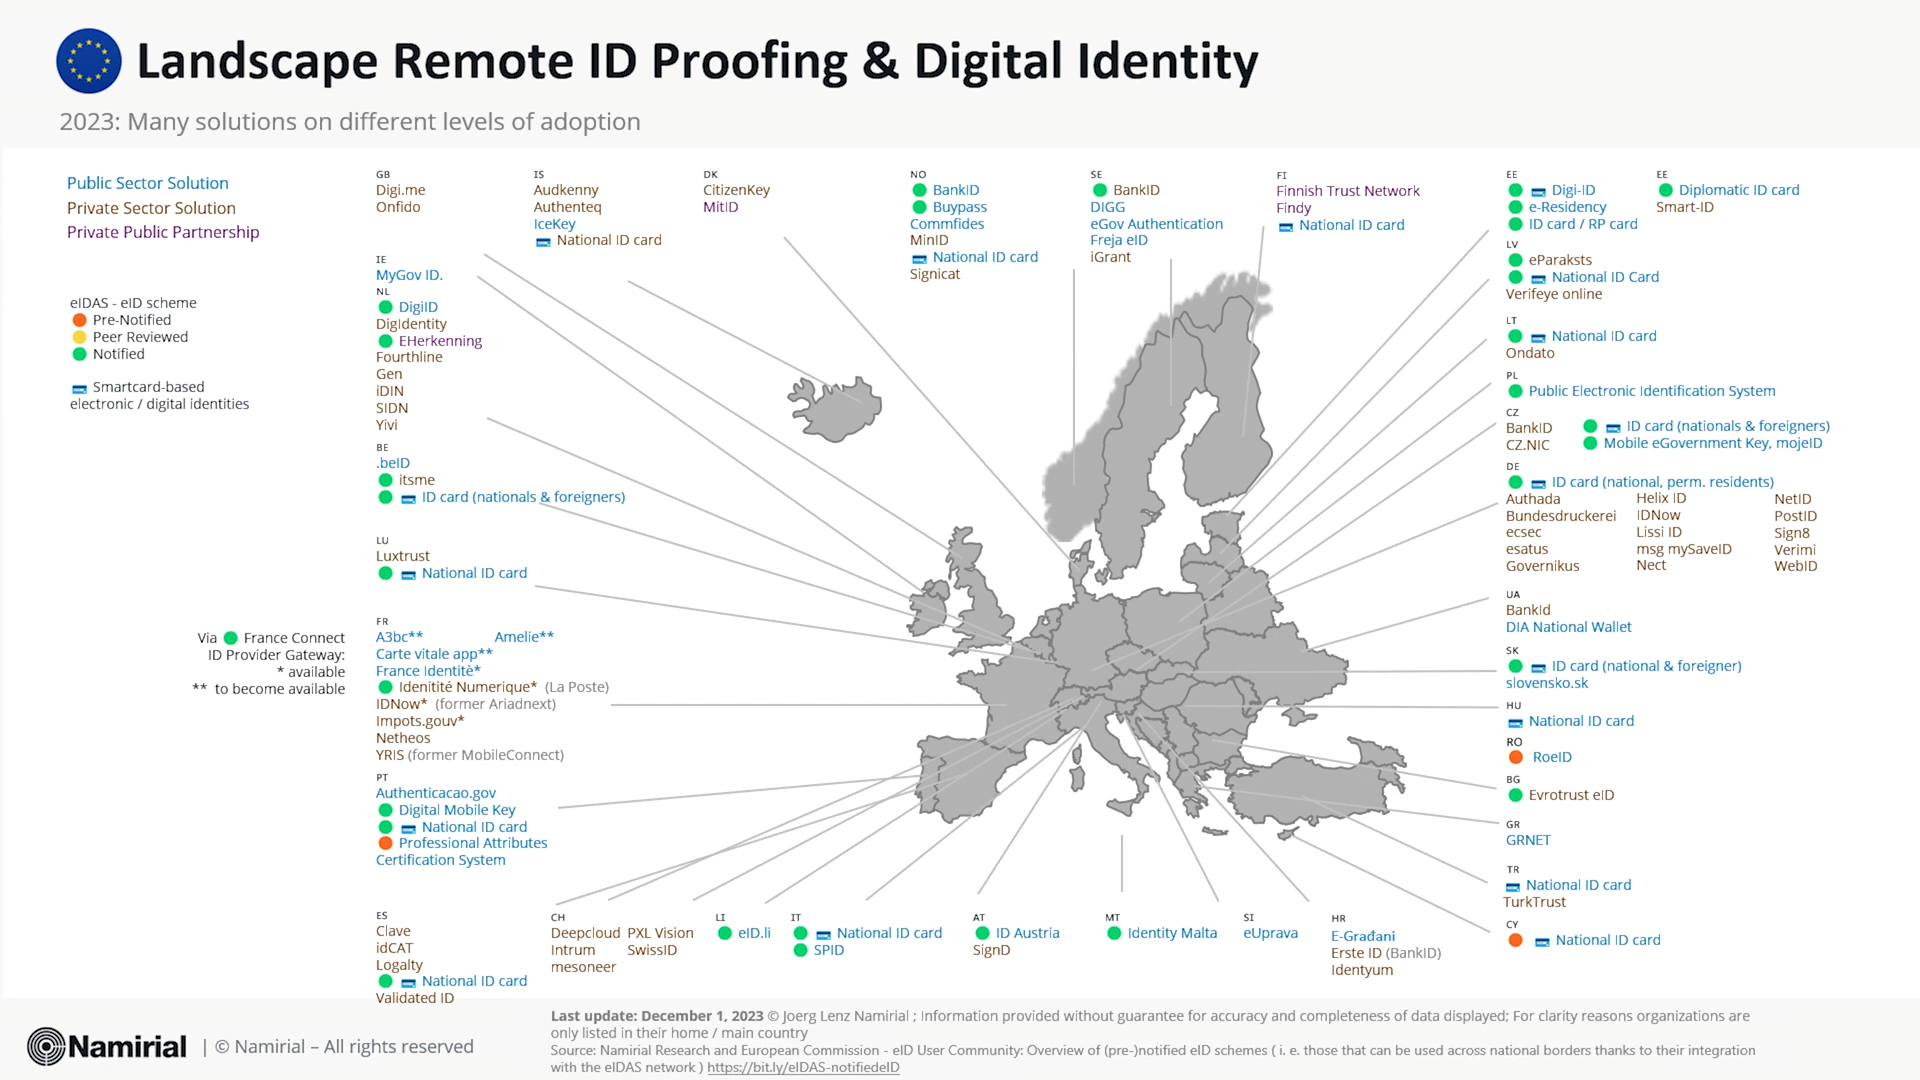 Landscape Remote ID Proofing & Digital Identity
2023: Many solutions on different levels of adoption
Public Sector Solution
Private Sector Solution
Private Public Partnership
eIDAS - eID scheme
Pre-Notified
Peer Reviewed
Notified
Smartcard-based
electronic / digital identities
Via France Connect
ID Provider Gateway:
* available
** to become available
GB
Digi.me
Onfido
IE
MyGov ID.
NL
DigiID
DigIdentity
EHerkenning
Fourthline
Gen
iDIN
SIDN
Yivi
BE
.beID
itsme
ID card (nationals & foreigners)
LU
Luxtrust
National ID card
FR
A3bc** Amelie**
Carte vitale app**
France Identitè*
Idenitité Numerique* (La Poste)
IDNow* (former Ariadnext)
Impots.gouv*
Netheos
YRIS (former MobileConnect)
PT
Authenticacao.gov
Digital Mobile Key
National ID card
Professional Attributes
Certification System
ES
Clave
idCAT
Logalty
National ID card
Validated ID
IS
Audkenny
Authenteq
IceKey
National ID card
DK
CitizenKey
MitID
NO
BankID
Buypass
Commfides
MinID
National ID card
Signicat
SE
BankID
DIGG
eGov Authentication
Freja eID
iGrant
FI
Finnish Trust Network
Findy
National ID card
EE
Digi-ID
e-Residency
ID card / RP card
EE
Diplomatic ID card
Smart-ID
LV
eParaksts
National ID Card
Verifeye online
LT
National ID card
Ondato
PL
Public Electronic Identification System
CZ
BankID
CZ.NIC
ID card (nationals & foreigners)
Mobile eGovernment Key, mojeID
DE
ID card (national, perm. residents)
Authada Helix ID NetID
Bundesdruckerei IDNow PostID
ecsec Lissi ID Sign8
esatus msg mySaveID Verimi
Governikus Nect WebID
UA
BankId
DIA National Wallet
SK
ID card (national & foreigner)
slovensko.sk
HU
National ID card
RO
RoeID
BG
Evrotrust eID
GR
GRNET
TR
National ID card
TurkTrust
CY
National ID card
CH
Deepcloud PXL Vision
Intrum SwissID
mesoneer
LI
eID.li
IT
National ID card
SPID
AT
ID Austria
SignD
MT
Identity Malta
SI
eUprava
HR
E-Građani
Erste ID (BankID)
Identyum
Namirial | © Namirial – All rights reserved
Last update: December 1, 2023 © Joerg Lenz Namirial ; Information provided without guarantee for accuracy and completeness of data displayed; For clarity reasons organizations are
only listed in their home / main country
Source: Namirial Research and European Commission - eID User Community: Overview of (pre-)notified eID schemes ( i. e. those that can be used across national borders thanks to their integration
with the eIDAS network ) https://bit.ly/eIDAS-notifiedeID